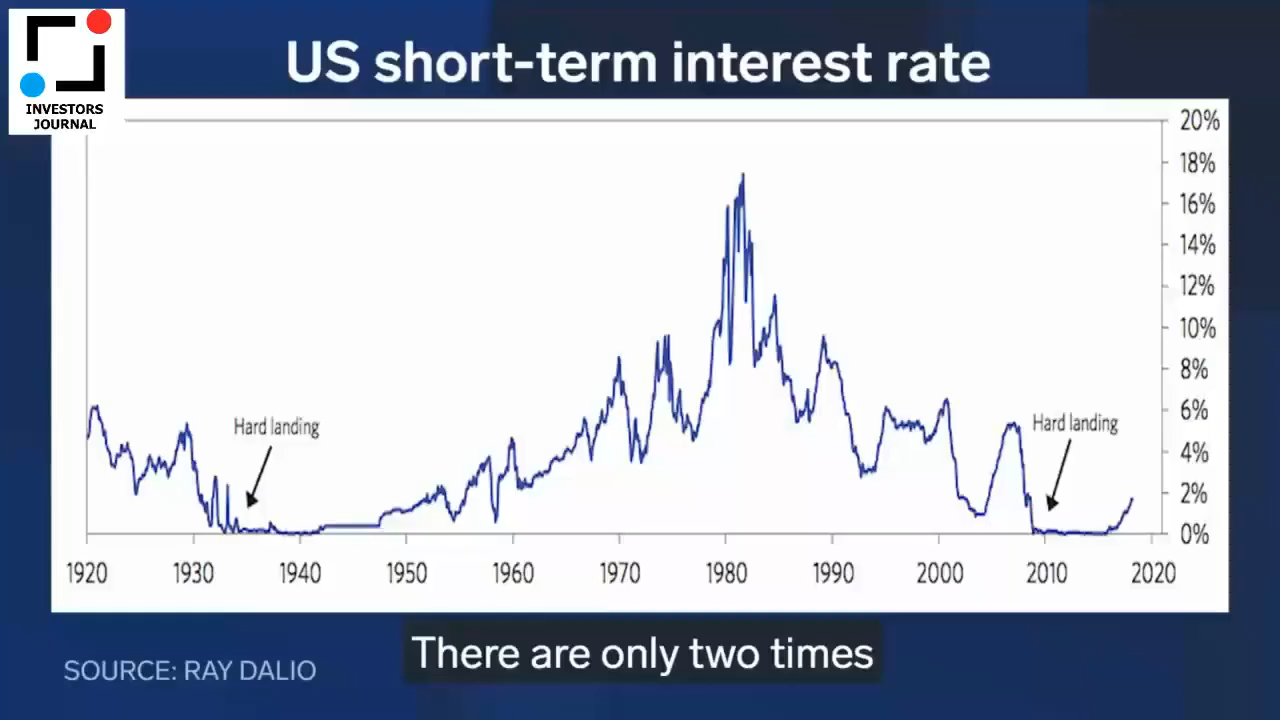 INVESTORS
JOURNAL
US short-term interest rate
20%
18%
16%
14%
12%
10%
8%
6%
4%
2%
0%
Hard landing
Hard landing
1920 1930 1940 1950 1960 1970 1980 1990 2000 2010 2020
There are only two times
SOURCE: RAY DALIO